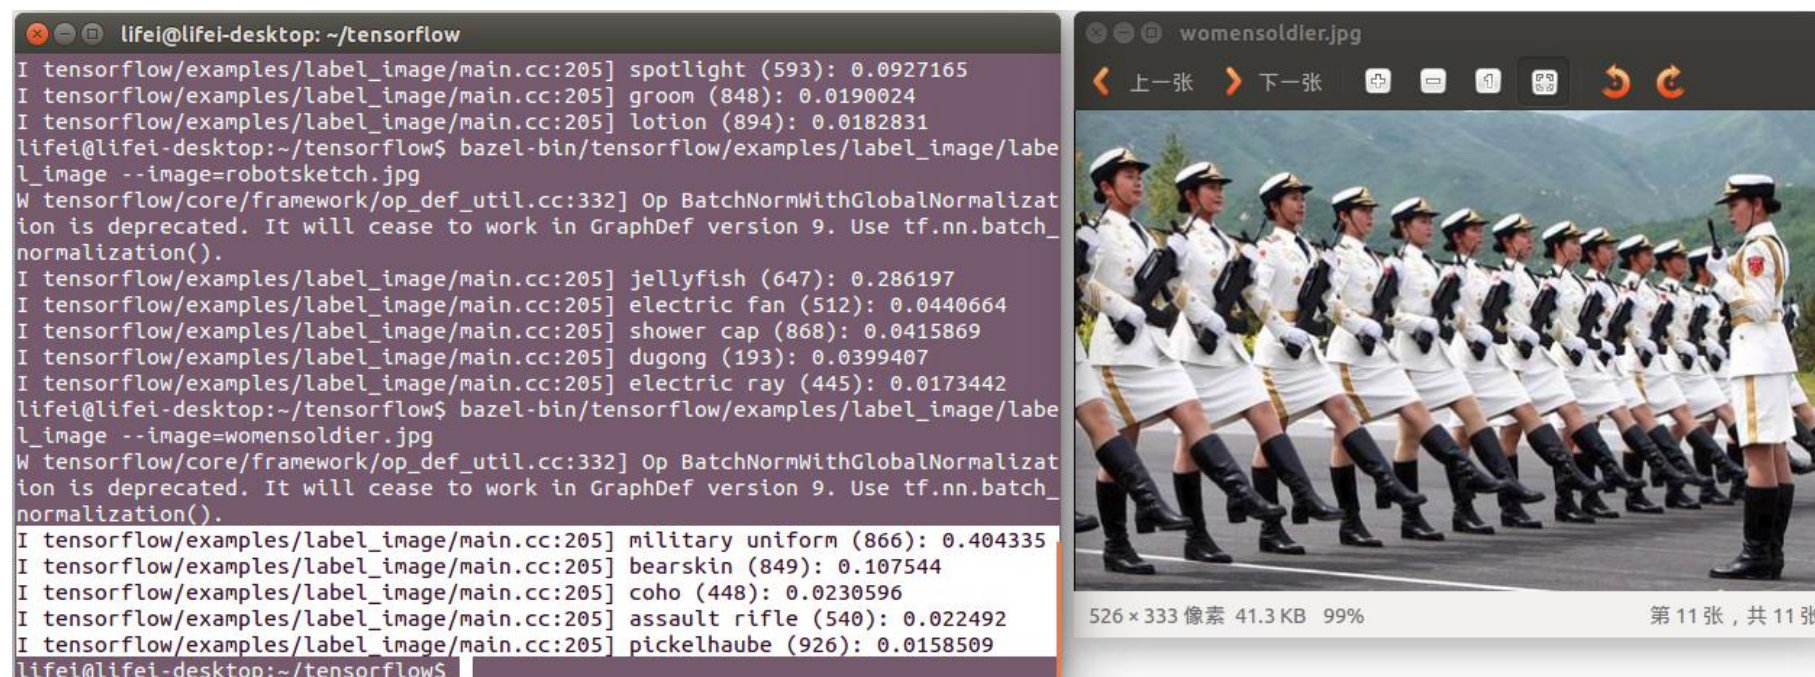 lifei@lifei-desktop: ~/tensorflow
I tensorflow/examples/label_image/main.cc:205] spotlight (593): 0.0927165
I tensorflow/examples/label_image/main.cc:205] groom (848): 0.0190024
I tensorflow/examples/label_image/main.cc:205] lotion (894): 0.0182831
lifei@lifei-desktop:~/tensorflow$ bazel-bin/tensorflow/examples/label_image/labe
l_image --image=robotsketch.jpg
W tensorflow/core/framework/op_def_util.cc:332] Op BatchNormWithGlobalNormalizat
ion is deprecated. It will cease to work in GraphDef version 9. Use tf.nn.batch_
normalization().
I tensorflow/examples/label_image/main.cc:205] jellyfish (647): 0.286197
I tensorflow/examples/label_image/main.cc:205] electric fan (512): 0.0440664
I tensorflow/examples/label_image/main.cc:205] shower cap (868): 0.0415869
I tensorflow/examples/label_image/main.cc:205] dugong (193): 0.0399407
I tensorflow/examples/label_image/main.cc:205] electric ray (445): 0.0173442
lifei@lifei-desktop:~/tensorflow$ bazel-bin/tensorflow/examples/label_image/labe
l_image --image=womensoldier.jpg
W tensorflow/core/framework/op_def_util.cc:332] Op BatchNormWithGlobalNormalizat
ion is deprecated. It will cease to work in GraphDef version 9. Use tf.nn.batch_
normalization().
I tensorflow/examples/label_image/main.cc:205] military uniform (866): 0.404335
I tensorflow/examples/label_image/main.cc:205] bearskin (849): 0.107544
I tensorflow/examples/label_image/main.cc:205] coho (448): 0.0230596
I tensorflow/examples/label_image/main.cc:205] assault rifle (540): 0.022492
I tensorflow/examples/label_image/main.cc:205] pickelhaube (926): 0.0158509
lifei@lifei-desktop:~/tensorflow$
womensoldier.jpg
上一张 下一张
526 × 333 像素 41.3 KB 99% 第 11 张，共 11 张